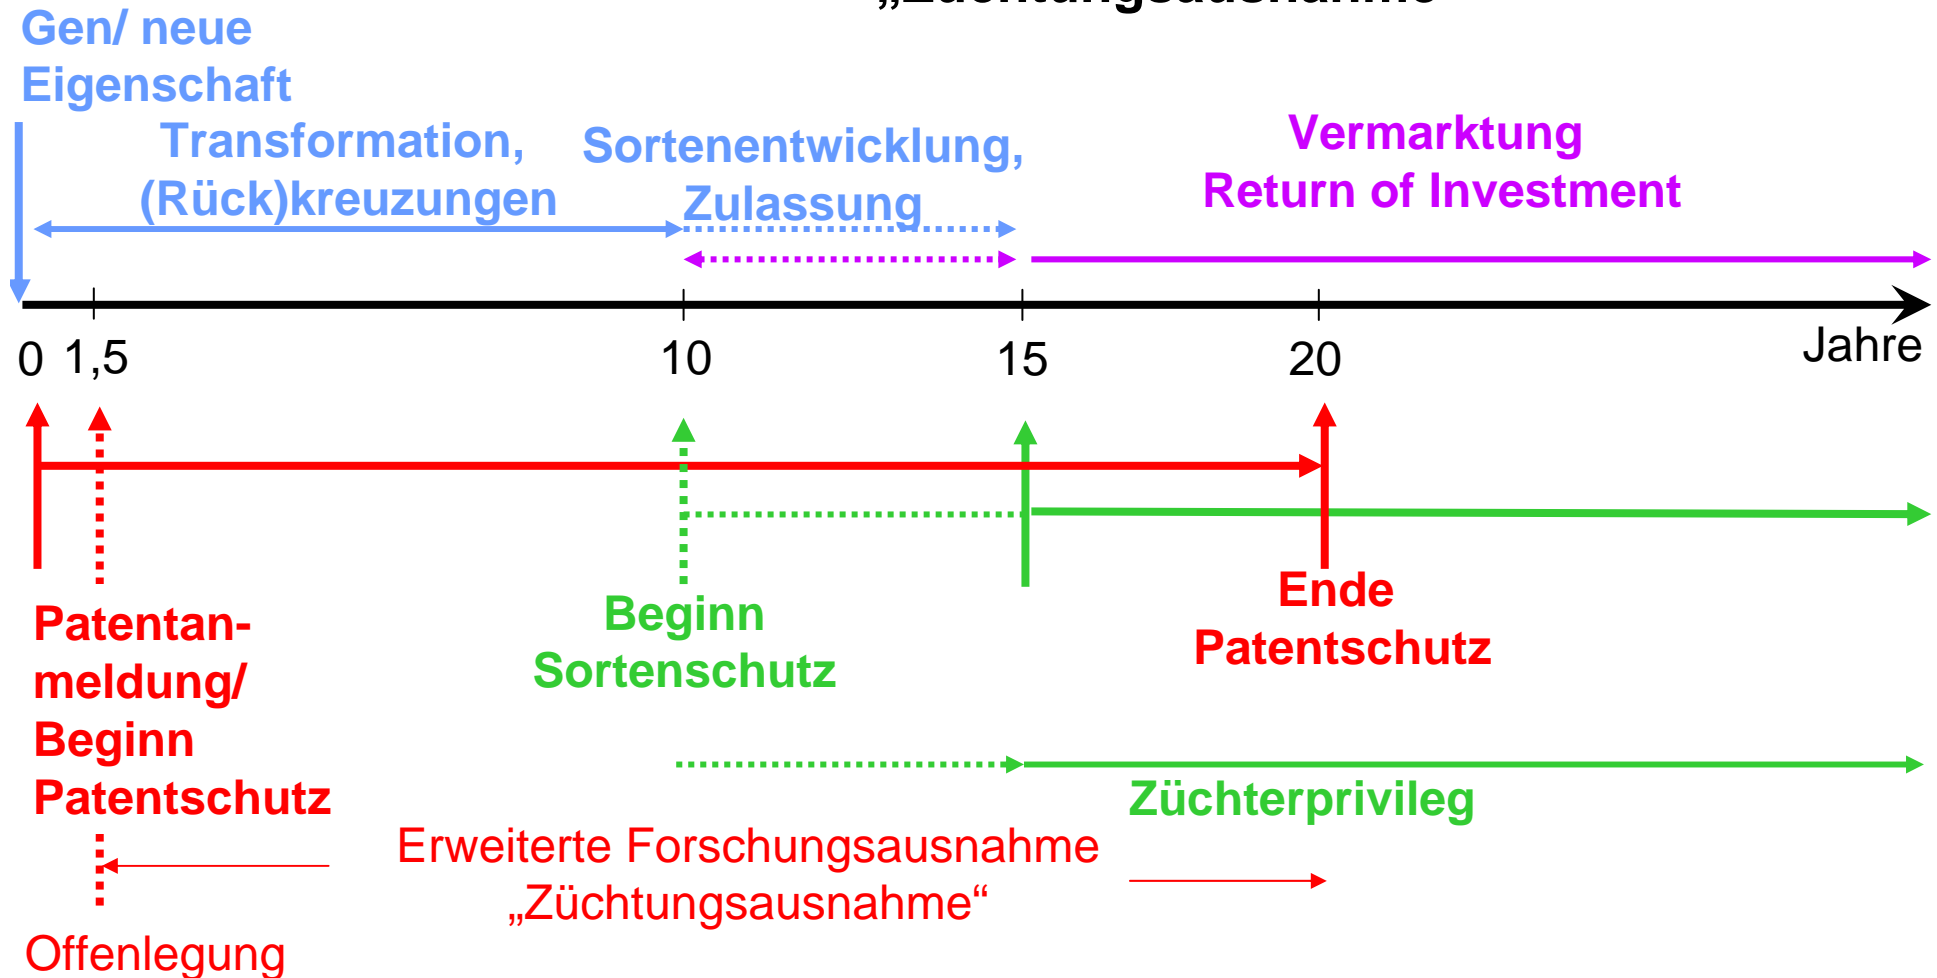 „Züchtungsausnahme
Gen/ neue
Eigenschaft
Transformation,
(Rück)kreuzungen
Sortenentwicklung,
Zulassung
Vermarktung
Return of Investment
0 1,5 10 15 20 Jahre
Patentan-
meldung/
Beginn
Patentschutz
Beginn
Sortenschutz
Ende
Patentschutz
Züchterprivileg
Erweiterte Forschungsausnahme
„Züchtungsausnahme“
Offenlegung